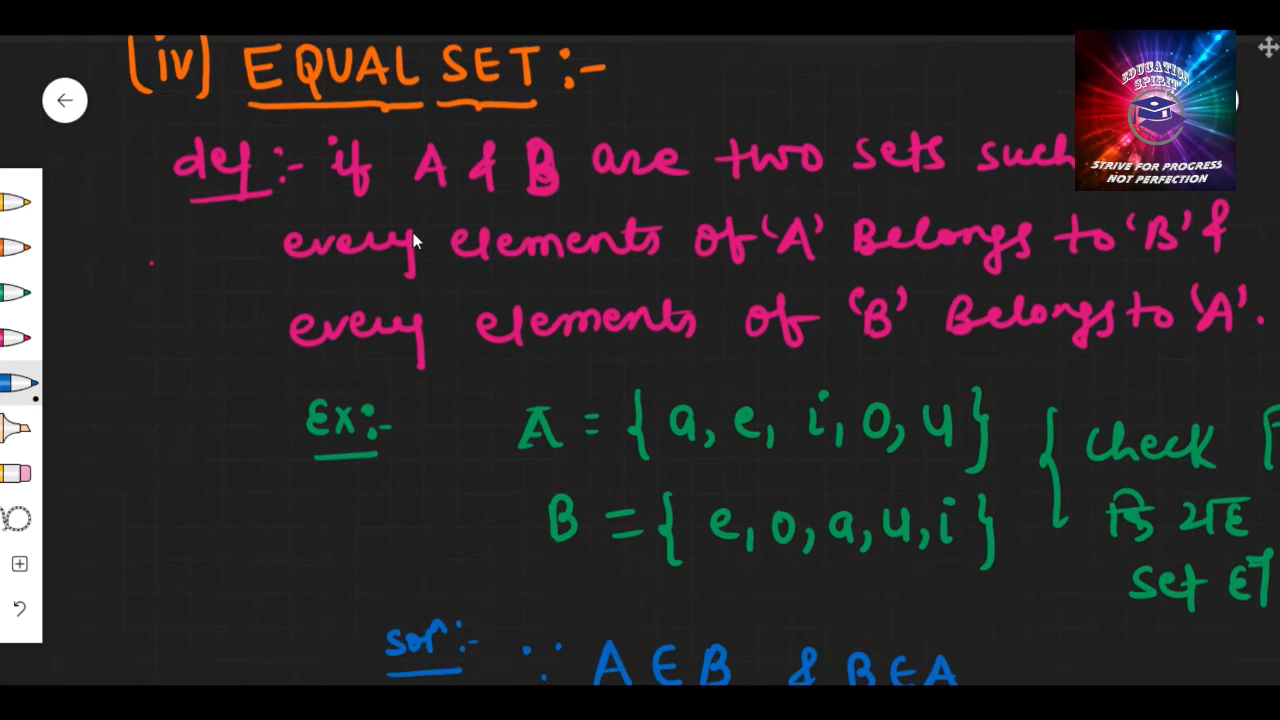 (iv) EQUAL SET :-
EDUCATION
SPIRIT
STRIVE FOR PROGRESS
NOT PERFECTION
def :- if A & B are two sets such
every elements of 'A' Belongs to 'B' &
every elements of 'B' Belongs to 'A'.
Ex:- A = { a, e, i, o, u } { Check
B = { e, o, a, u, i } कि यह
set है
solⁿ :- ∵ A ∈ B & B ∈ A